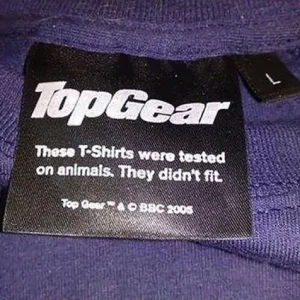 TopGear
L
These T-Shirts were tested
on animals. They didn't fit.
Top Gear ™ & © BBC 2005